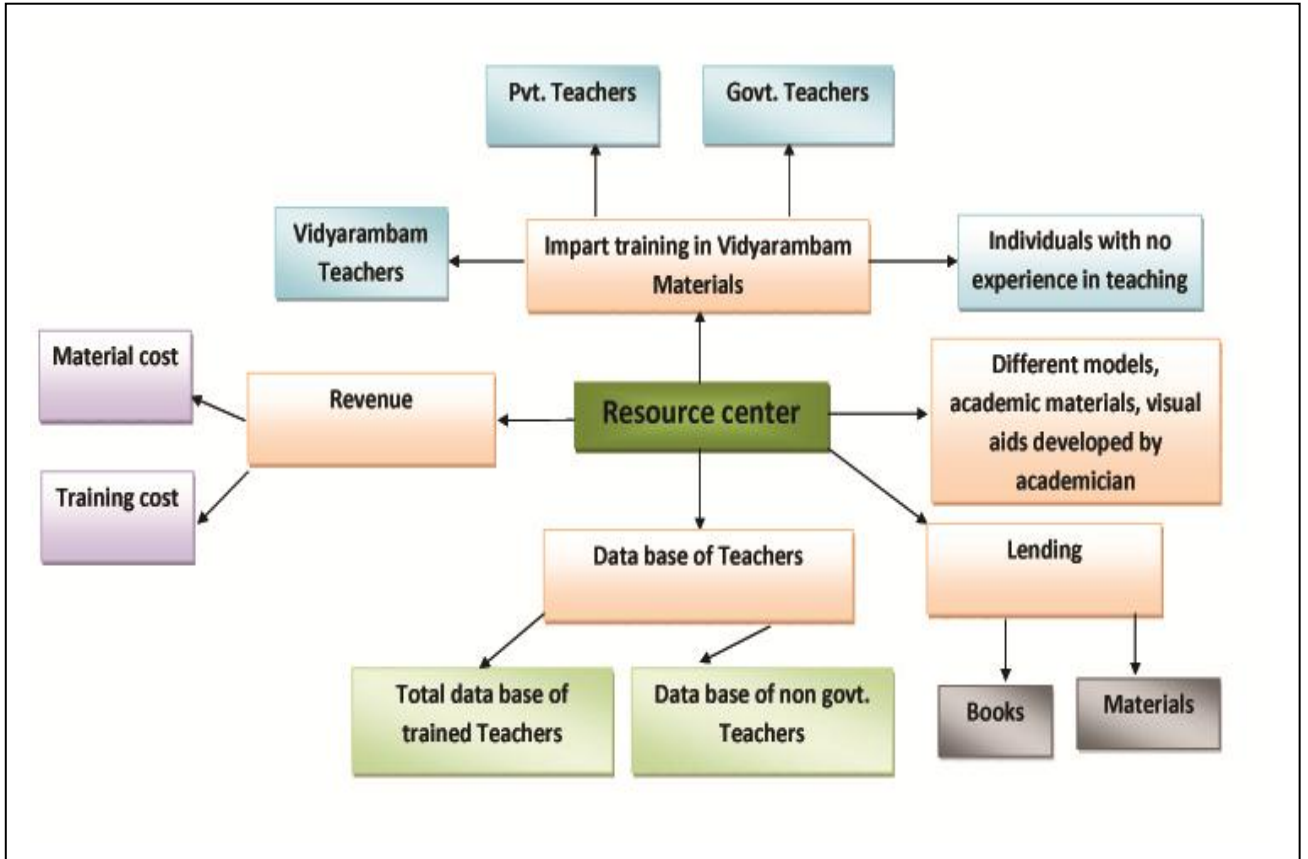 Pvt. Teachers
Govt. Teachers
Vidyarambam
Teachers
Impart training in Vidyarambam
Materials
Individuals with no
experience in teaching
Material cost
Revenue
Resource center
Different models,
academic materials, visual
aids developed by
academician
Training cost
Data base of Teachers
Lending
Total data base of
trained Teachers
Data base of non govt.
Teachers
Books
Materials